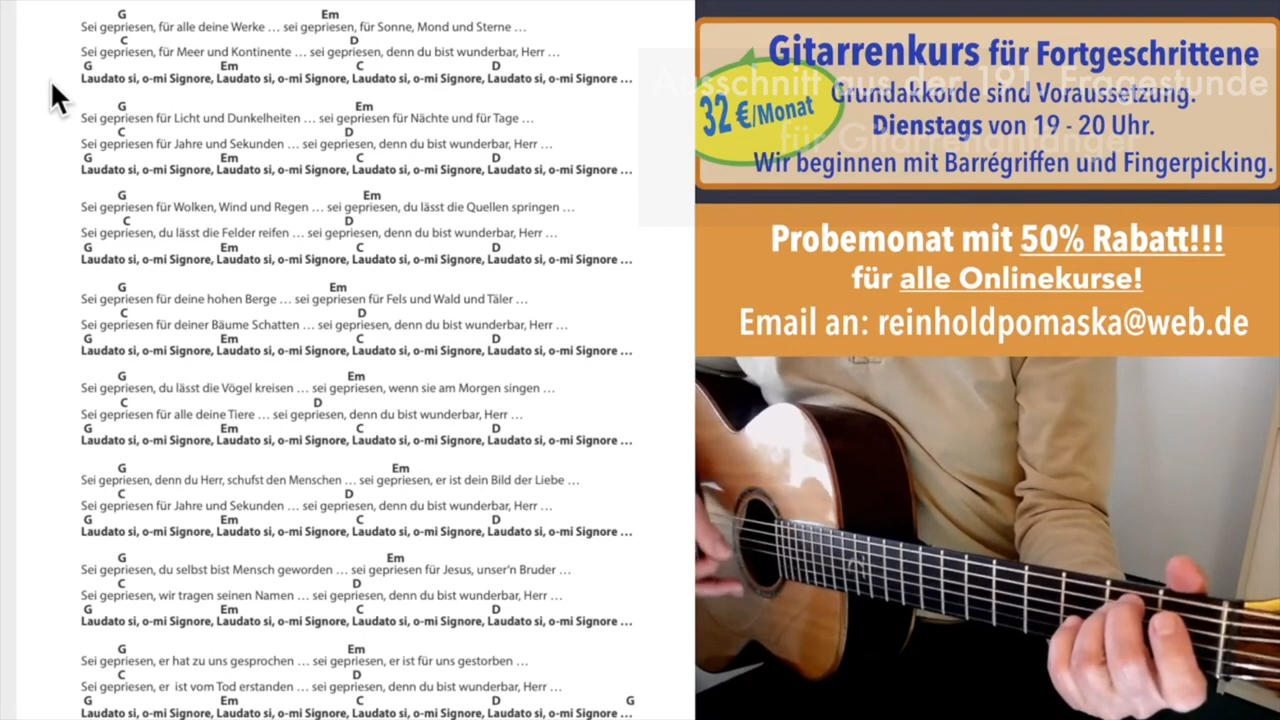 G Em
Sei gepriesen, für alle deine Werke … sei gepriesen, für Sonne, Mond und Sterne …
C D
Sei gepriesen, für Meer und Kontinente … sei gepriesen, denn du bist wunderbar, Herr …
G Em C D
Laudato si, o-mi Signore, Laudato si, o-mi Signore, Laudato si, o-mi Signore, Laudato si, o-mi Signore …
G Em
Sei gepriesen für Licht und Dunkelheiten … sei gepriesen für Nächte und für Tage …
C D
Sei gepriesen für Jahre und Sekunden … sei gepriesen, denn du bist wunderbar, Herr …
G Em C D
Laudato si, o-mi Signore, Laudato si, o-mi Signore, Laudato si, o-mi Signore, Laudato si, o-mi Signore …
G Em
Sei gepriesen für Wolken, Wind und Regen … sei gepriesen, du lässt die Quellen springen …
C D
Sei gepriesen, du lässt die Felder reifen … sei gepriesen, denn du bist wunderbar, Herr …
G Em C D
Laudato si, o-mi Signore, Laudato si, o-mi Signore, Laudato si, o-mi Signore, Laudato si, o-mi Signore …
G Em
Sei gepriesen für deine hohen Berge … sei gepriesen für Fels und Wald und Täler …
C D
Sei gepriesen für deiner Bäume Schatten … sei gepriesen, denn du bist wunderbar, Herr …
G Em C D
Laudato si, o-mi Signore, Laudato si, o-mi Signore, Laudato si, o-mi Signore, Laudato si, o-mi Signore …
G Em
Sei gepriesen, du lässt die Vögel kreisen … sei gepriesen, wenn sie am Morgen singen …
C D
Sei gepriesen für alle deine Tiere … sei gepriesen, denn du bist wunderbar, Herr …
G Em C D
Laudato si, o-mi Signore, Laudato si, o-mi Signore, Laudato si, o-mi Signore, Laudato si, o-mi Signore …
G Em
Sei gepriesen, denn du Herr, schufst den Menschen … sei gepriesen, er ist dein Bild der Liebe …
C D
Sei gepriesen für Jahre und Sekunden … sei gepriesen, denn du bist wunderbar, Herr …
G Em C D
Laudato si, o-mi Signore, Laudato si, o-mi Signore, Laudato si, o-mi Signore, Laudato si, o-mi Signore …
G Em
Sei gepriesen, du selbst bist Mensch geworden … sei gepriesen für Jesus, unser'n Bruder …
C D
Sei gepriesen, wir tragen seinen Namen … sei gepriesen, denn du bist wunderbar, Herr …
G Em C D
Laudato si, o-mi Signore, Laudato si, o-mi Signore, Laudato si, o-mi Signore, Laudato si, o-mi Signore …
G Em
Sei gepriesen, er hat zu uns gesprochen … sei gepriesen, er ist für uns gestorben …
C D
Sei gepriesen, er ist vom Tod erstanden … sei gepriesen, denn du bist wunderbar, Herr …
G Em C D G
Laudato si, o-mi Signore, Laudato si, o-mi Signore, Laudato si, o-mi Signore, Laudato si, o-mi Signore …
Gitarrenkurs für Fortgeschrittene
Ausschnitt aus der 191. Fragestunde
für Gitarrenanfänger
32 €/Monat
Grundakkorde sind Voraussetzung.
Dienstags von 19 - 20 Uhr.
Wir beginnen mit Barrégriffen und Fingerpicking.
Probemonat mit 50% Rabatt!!!
für alle Onlinekurse!
Email an: reinholdpomaska@web.de